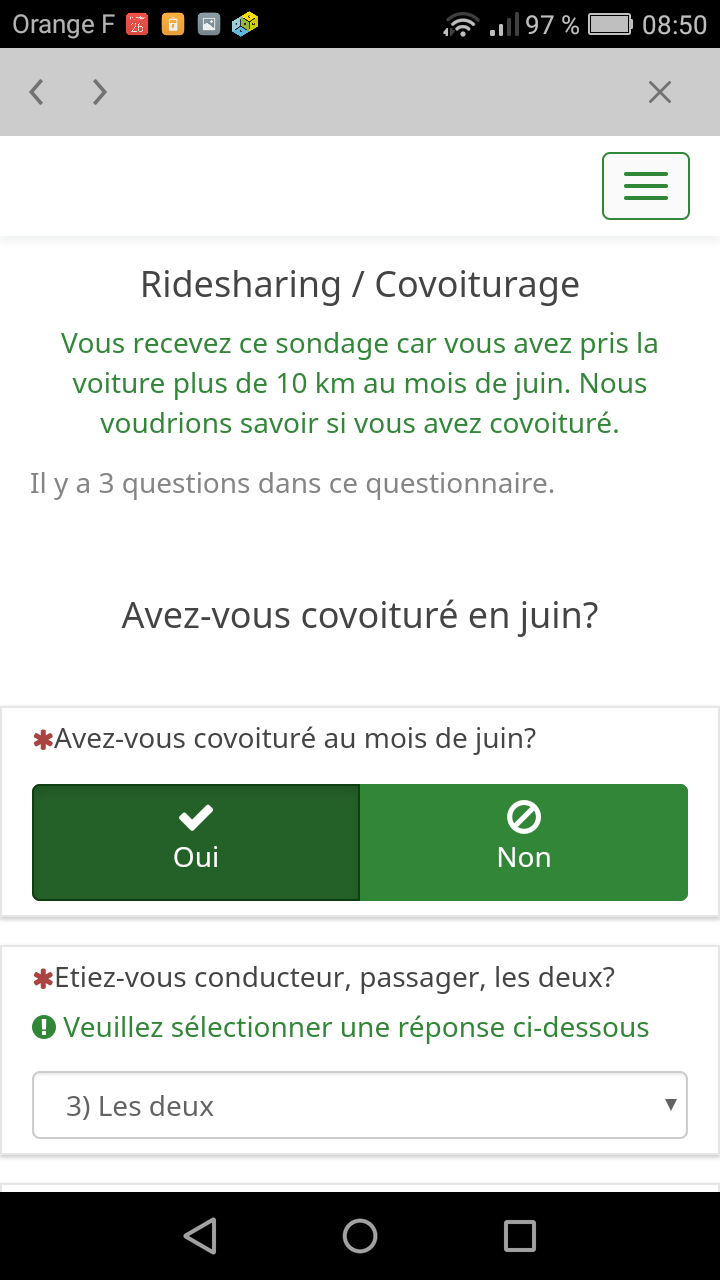 Orange F 26 97 % 08:50
Ridesharing / Covoiturage
Vous recevez ce sondage car vous avez pris la
voiture plus de 10 km au mois de juin. Nous
voudrions savoir si vous avez covoituré.
Il y a 3 questions dans ce questionnaire.
Avez-vous covoituré en juin?
✱Avez-vous covoituré au mois de juin?
Oui Non
✱Etiez-vous conducteur, passager, les deux?
Veuillez sélectionner une réponse ci-dessous
3) Les deux